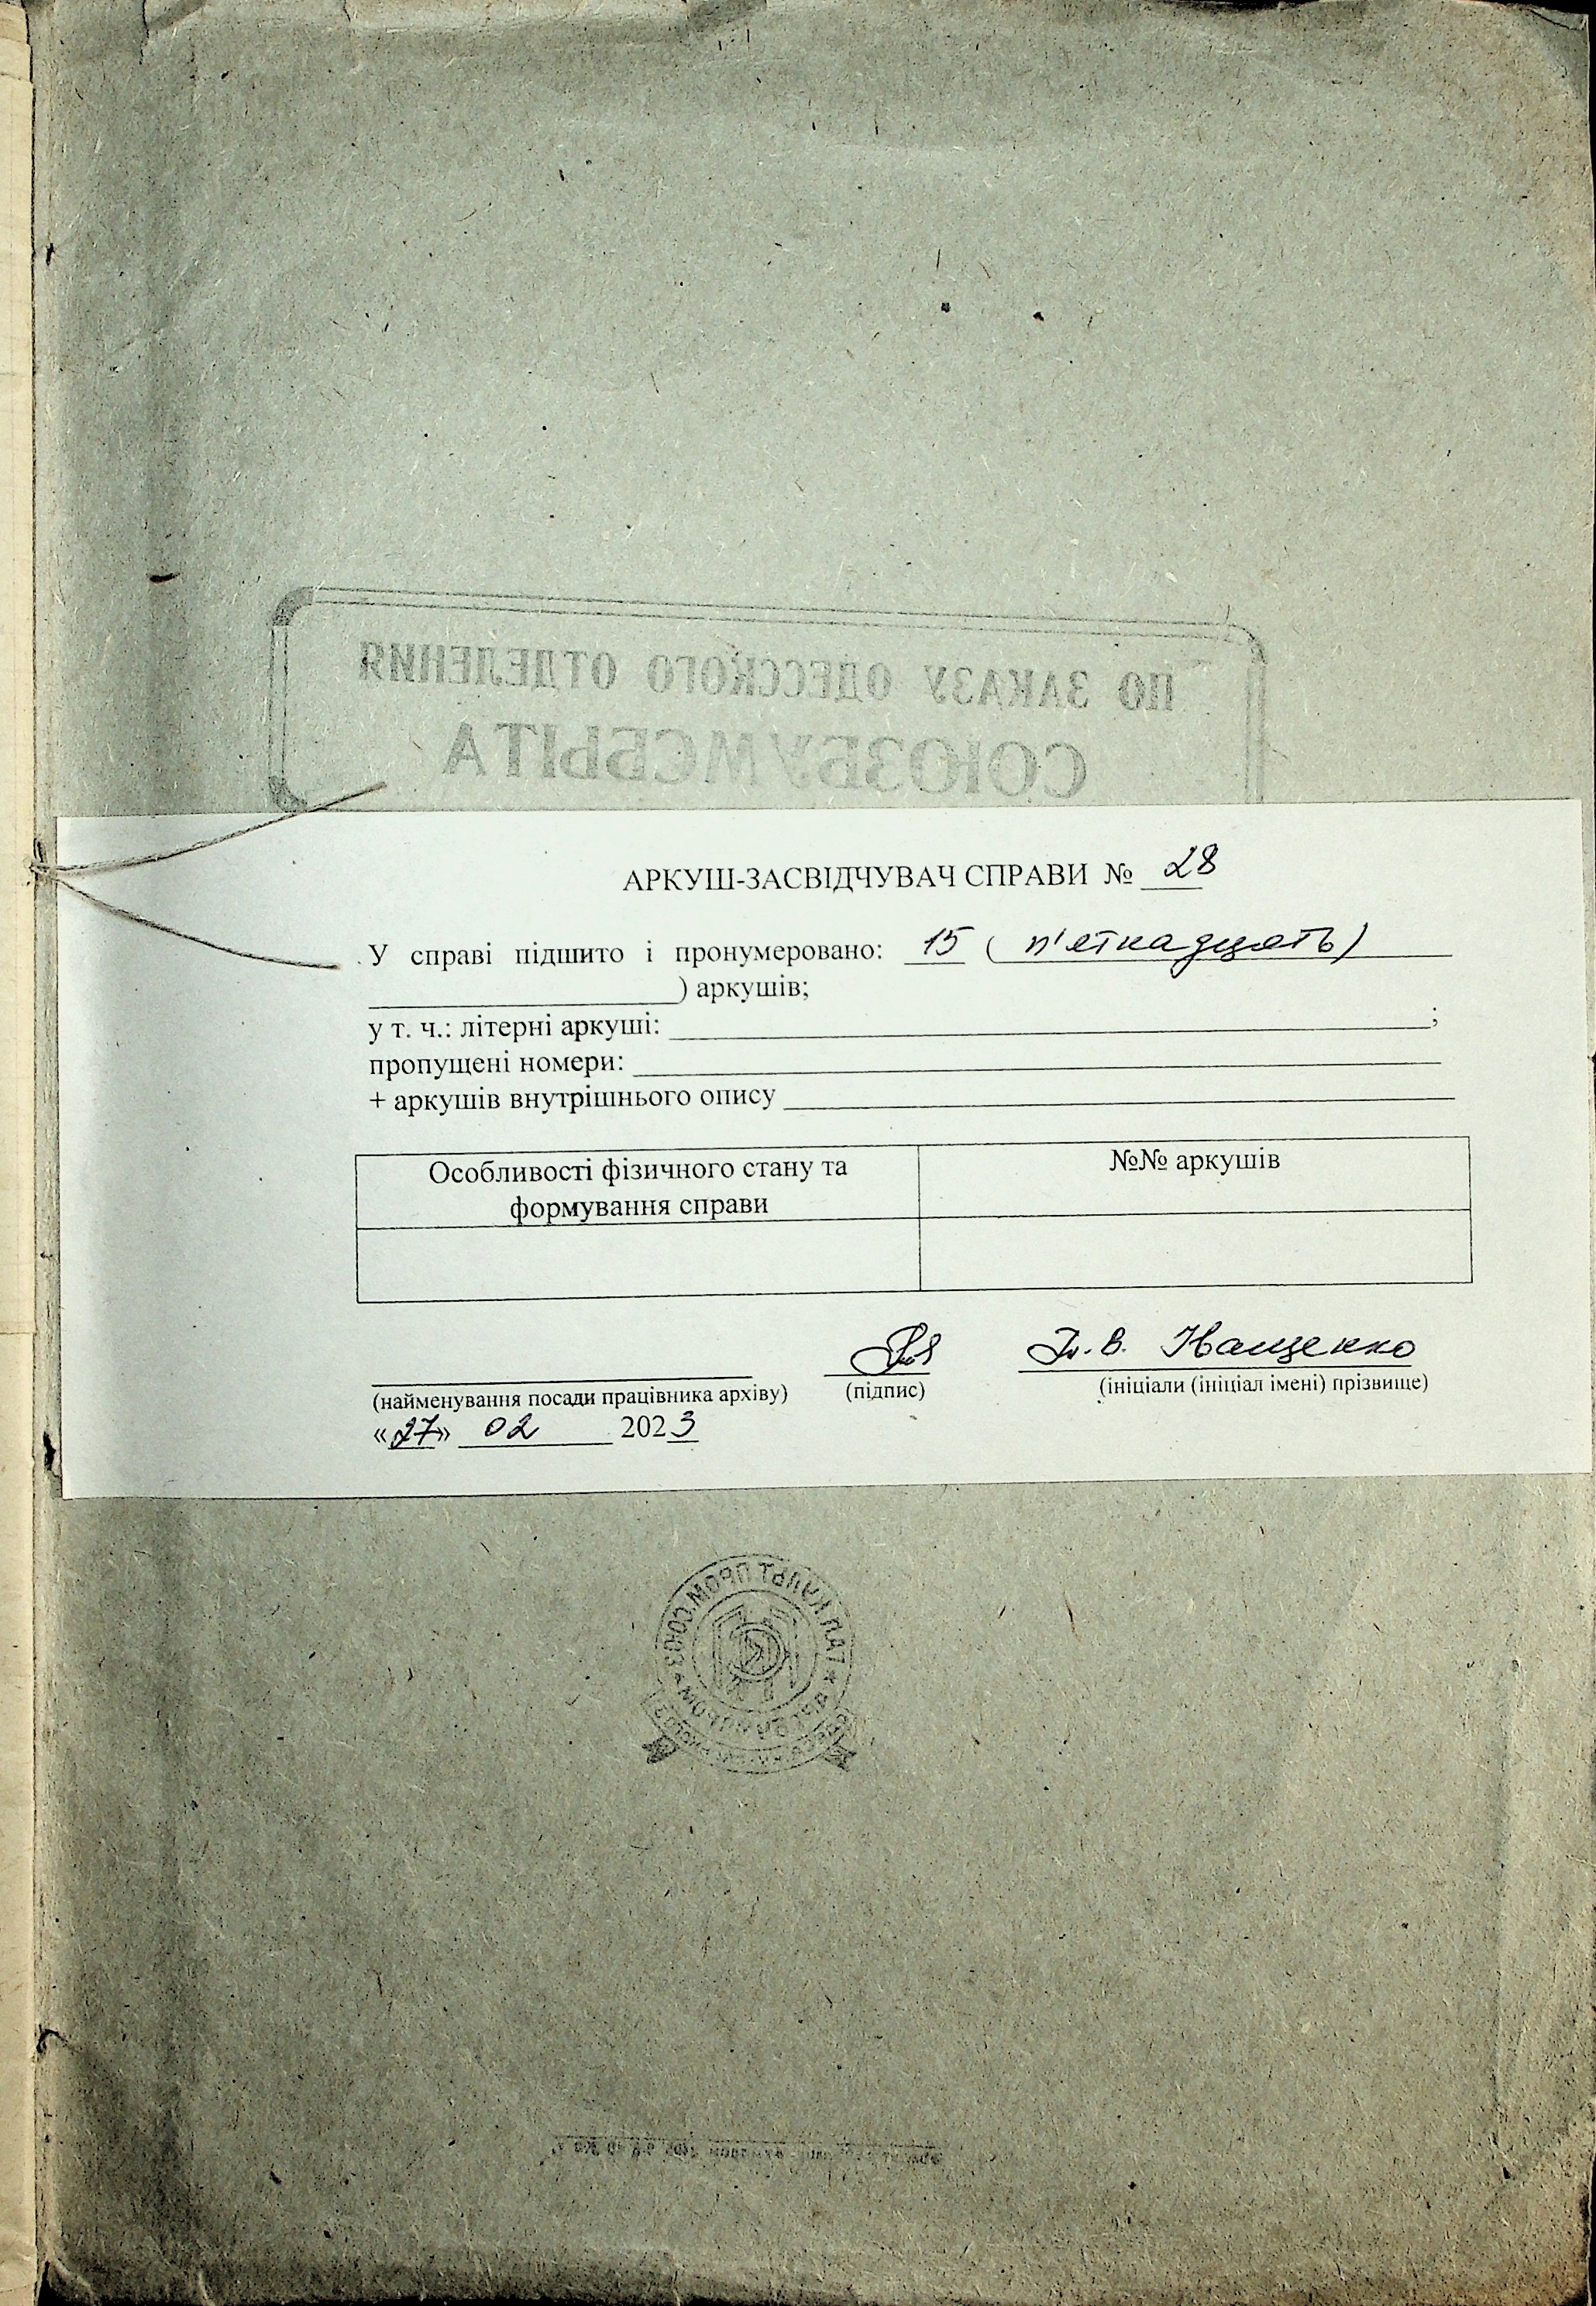 ПО ЗАКАЗУ ОДЕССКОГО ОТДЕЛЕНИЯ
СОЮЗБУМСБЫТА
АРКУШ-ЗАСВІДЧУВАЧ СПРАВИ № 28
У справі підшито і пронумеровано: 15 ( п'ятнадцять)
) аркушів;
у т. ч.: літерні аркуші: ;
пропущені номери:
+ аркушів внутрішнього опису
Особливості фізичного стану та
формування справи
№№ аркушів
В. Іващенко
(найменування посади працівника архіву) (підпис) (ініціали (ініціал імені) прізвище)
«27» 02 2023